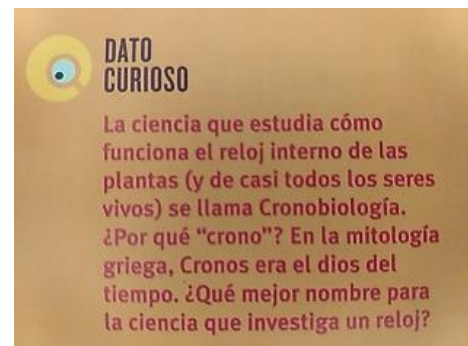 DATO
CURIOSO
La ciencia que estudia cómo
funciona el reloj interno de las
plantas (y de casi todos los seres
vivos) se llama Cronobiología.
¿Por qué “crono”? En la mitología
griega, Cronos era el dios del
tiempo. ¿Qué mejor nombre para
la ciencia que investiga un reloj?